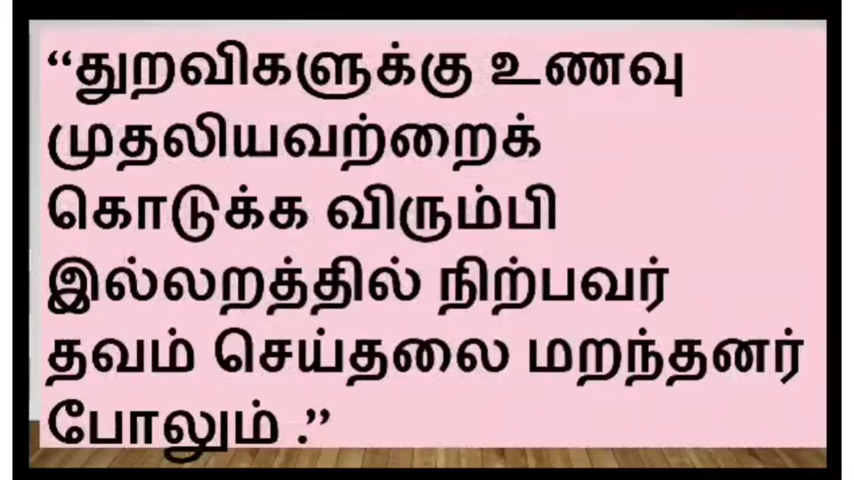 “துறவிகளுக்கு உணவு
முதலியவற்றைக்
கொடுக்க விரும்பி
இல்லறத்தில் நிற்பவர்
தவம் செய்தலை மறந்தனர்
போலும் .”